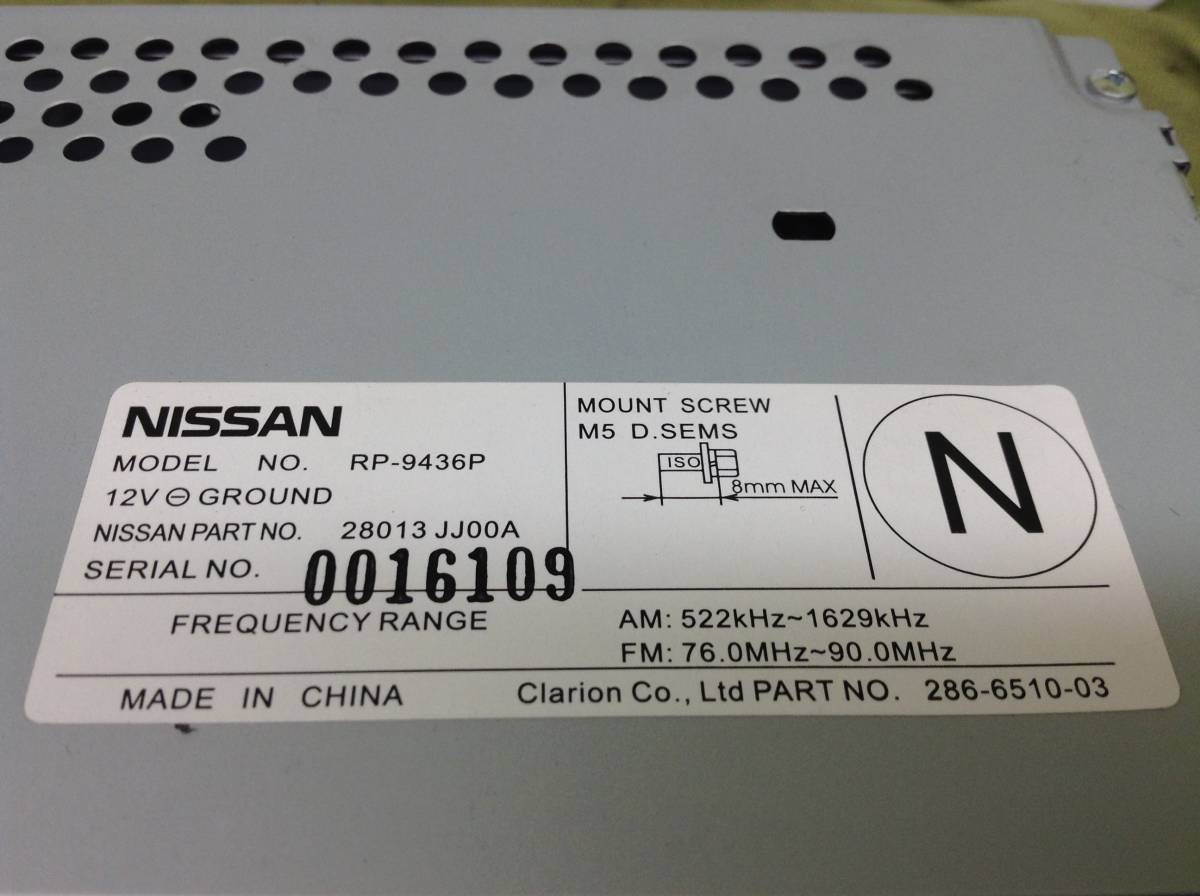 NISSAN
MODEL NO. RP-9436P
12V ⊖ GROUND
NISSAN PART NO. 28013 JJ00A
SERIAL NO. 0016109
MOUNT SCREW
M5 D.SEMS
ISO
8mm MAX
N
FREQUENCY RANGE
AM: 522kHz~1629kHz
FM: 76.0MHz~90.0MHz
MADE IN CHINA
Clarion Co., Ltd PART NO. 286-6510-03